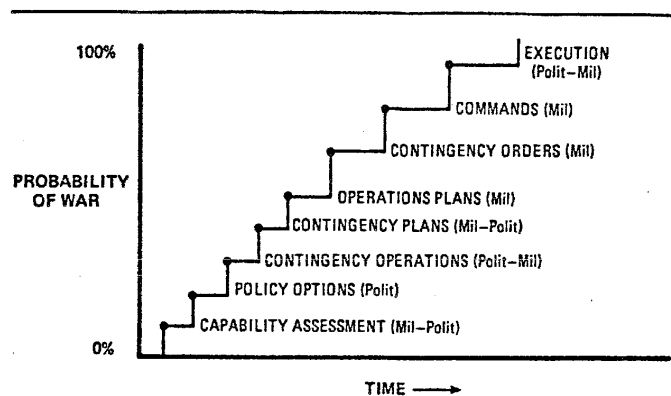 100%
EXECUTION
(Polit–Mil)
COMMANDS (Mil)
CONTINGENCY ORDERS (Mil)
PROBABILITY
OF WAR
OPERATIONS PLANS (Mil)
CONTINGENCY PLANS (Mil–Polit)
CONTINGENCY OPERATIONS (Polit–Mil)
POLICY OPTIONS (Polit)
CAPABILITY ASSESSMENT (Mil–Polit)
0%
TIME